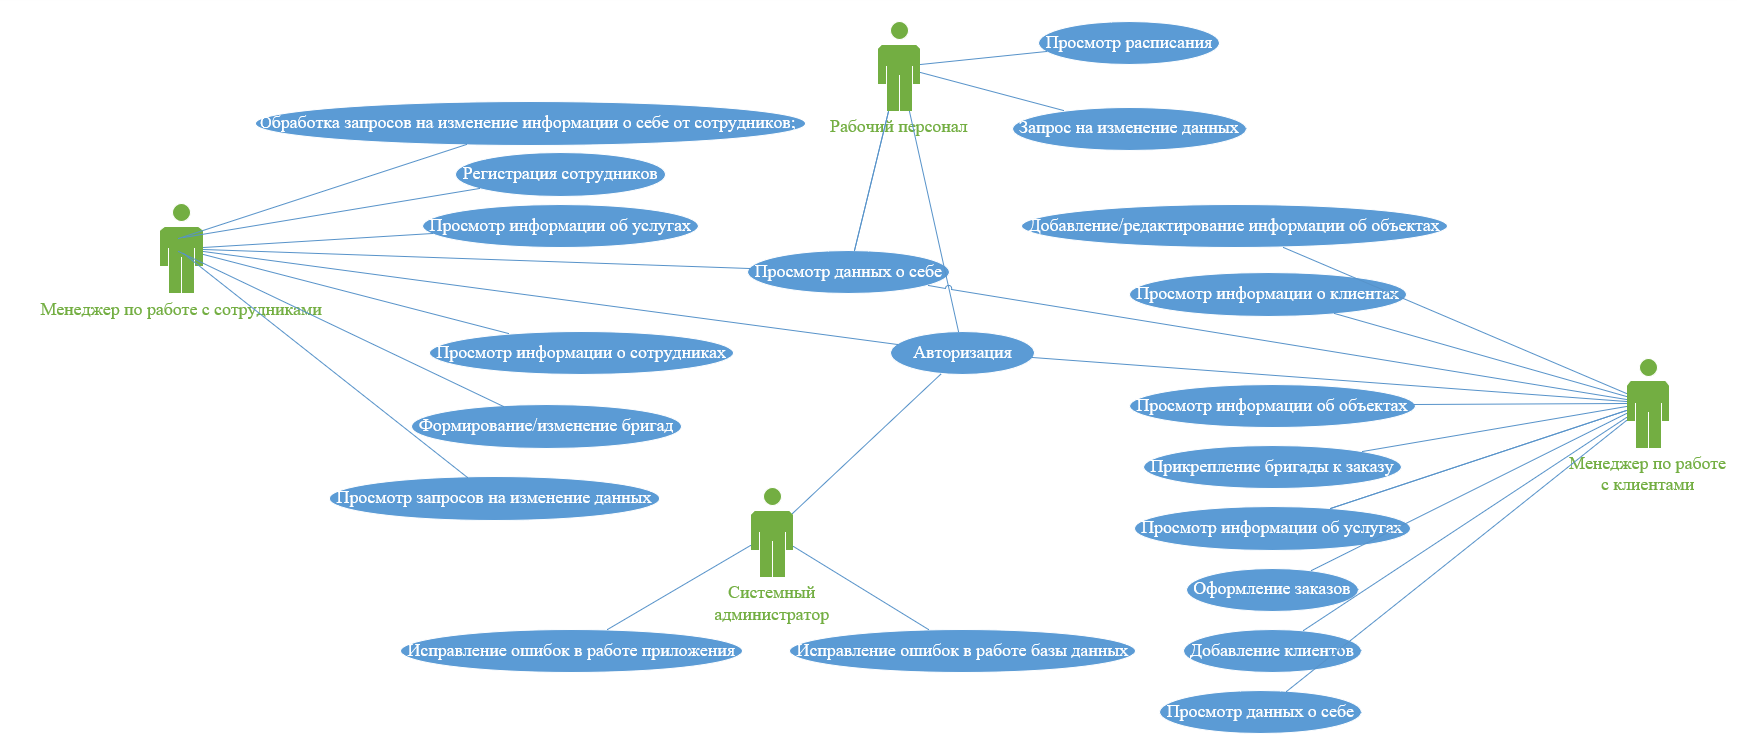 Просмотр расписания
Обработка запросов на изменение информации о себе от сотрудников;
Рабочий персонал
Запрос на изменение данных
Регистрация сотрудников
Просмотр информации об услугах
Добавление/редактирование информации об объектах
Просмотр данных о себе
Просмотр информации о клиентах
Менеджер по работе с сотрудниками
Просмотр информации о сотрудниках
Авторизация
Просмотр информации об объектах
Формирование/изменение бригад
Прикрепление бригады к заказу
Менеджер по работе
с клиентами
Просмотр запросов на изменение данных
Просмотр информации об услугах
Системный
администратор
Оформление заказов
Исправление ошибок в работе приложения
Исправление ошибок в работе базы данных
Добавление клиентов
Просмотр данных о себе